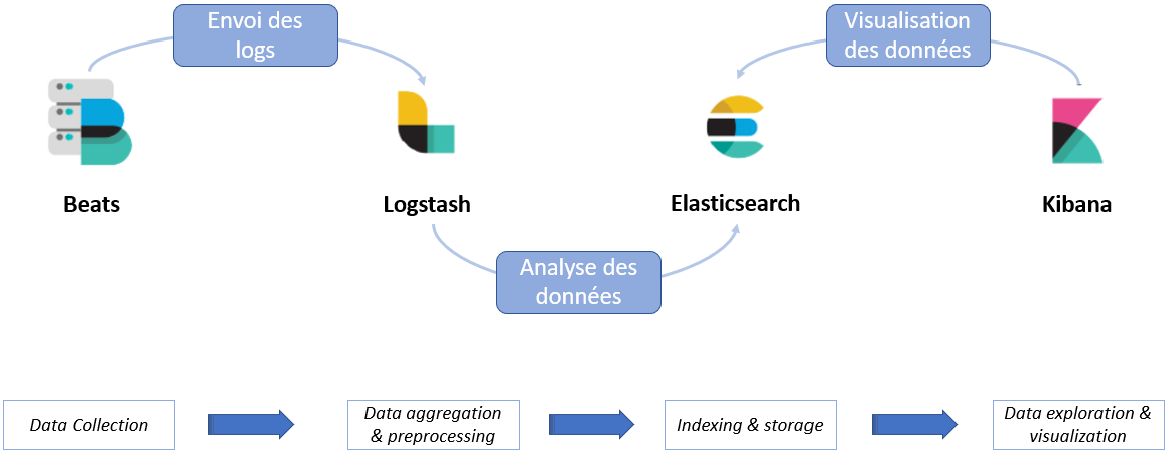 Envoi des
logs
Visualisation
des données
Beats
Logstash
Elasticsearch
Kibana
Analyse des
données
Data Collection
Data aggregation
& preprocessing
Indexing & storage
Data exploration &
visualization